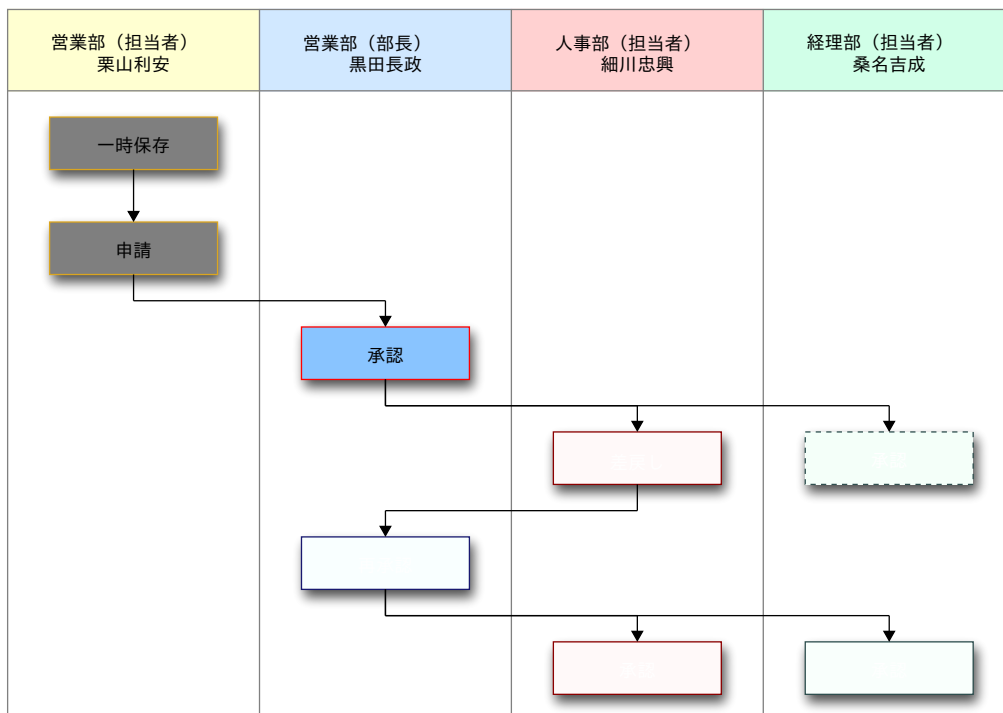 営業部（担当者）
栗山利安
営業部（部長）
黒田長政
人事部（担当者）
細川忠興
経理部（担当者）
桑名吉成
一時保存
申請
承認